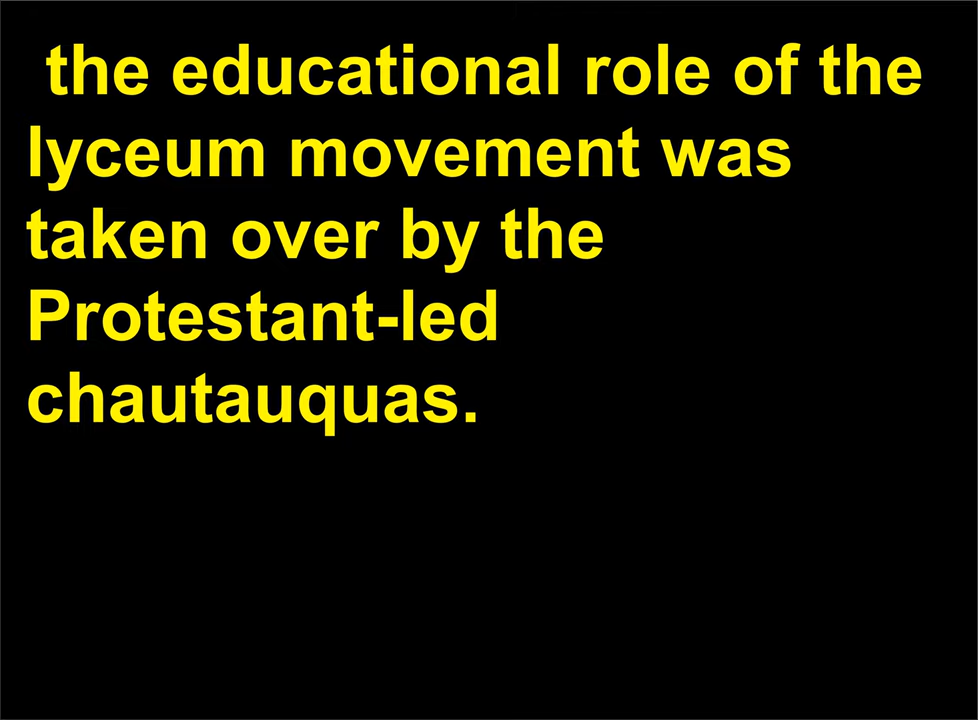 the educational role of the
lyceum movement was
taken over by the
Protestant-led
chautauquas.